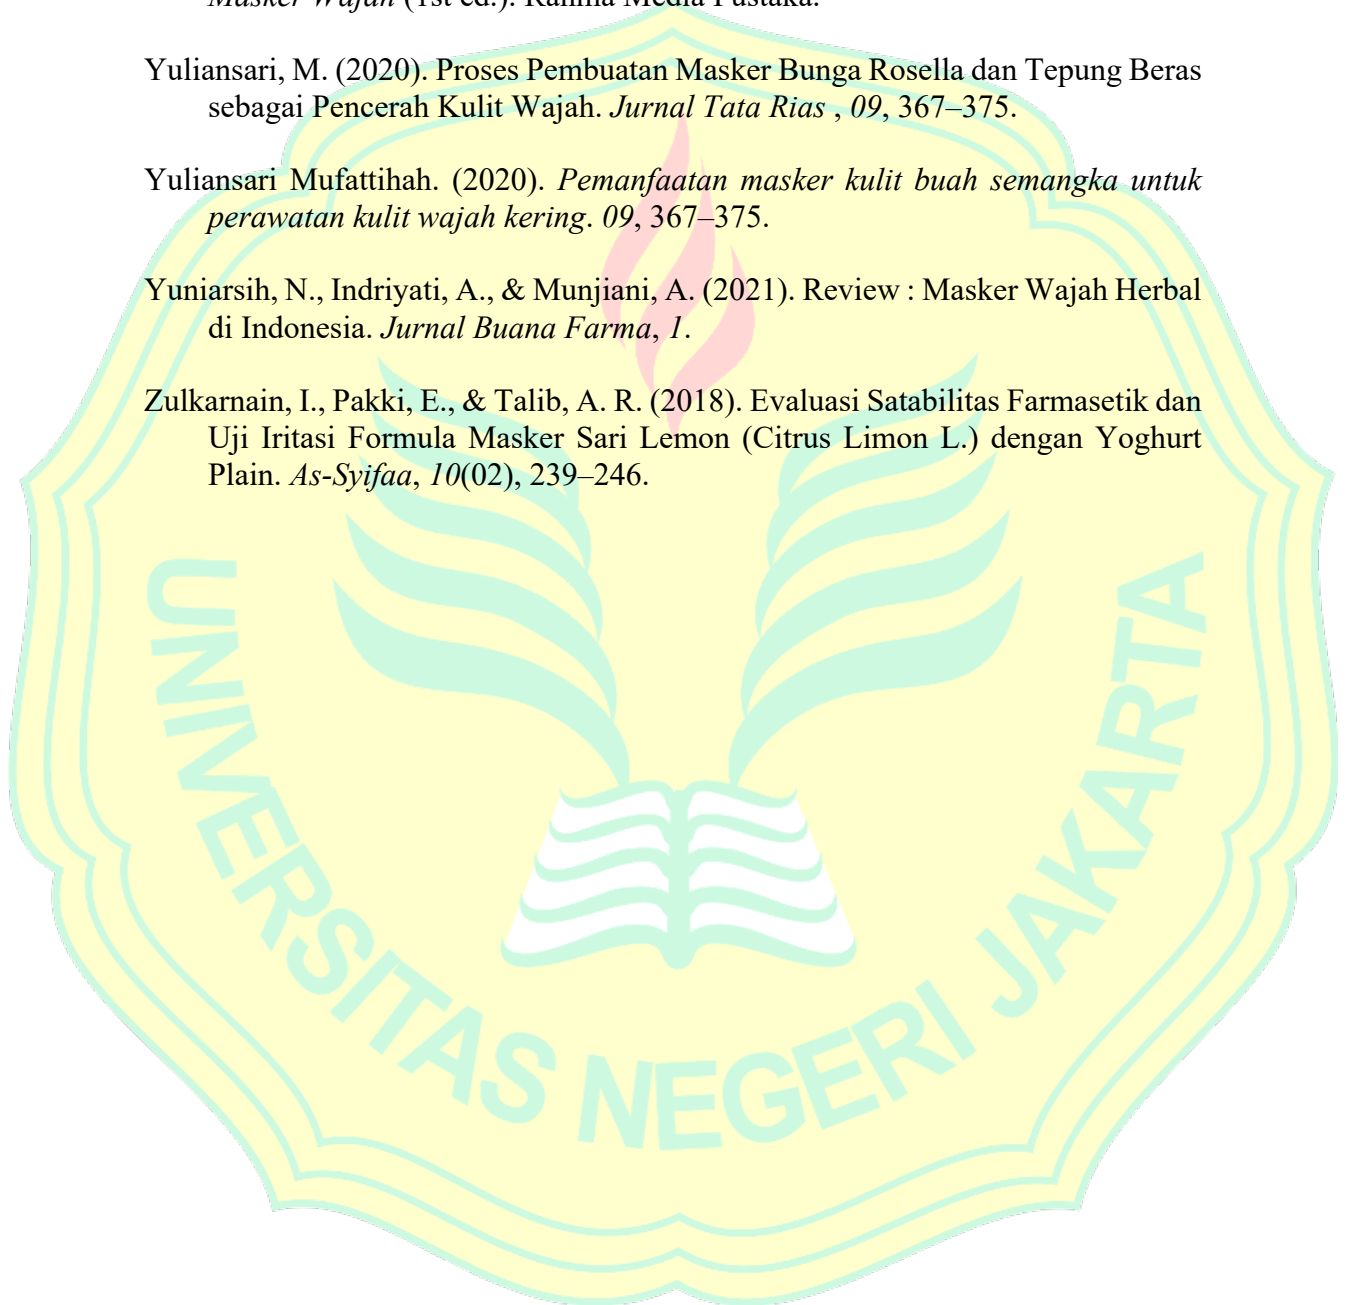 Masker Wajah (1st ed.). Rahma Media Pustaka.
Yuliansari, M. (2020). Proses Pembuatan Masker Bunga Rosella dan Tepung Beras
sebagai Pencerah Kulit Wajah. Jurnal Tata Rias , 09, 367–375.
Yuliansari Mufattihah. (2020). Pemanfaatan masker kulit buah semangka untuk
perawatan kulit wajah kering. 09, 367–375.
Yuniarsih, N., Indriyati, A., & Munjiani, A. (2021). Review : Masker Wajah Herbal
di Indonesia. Jurnal Buana Farma, 1.
Zulkarnain, I., Pakki, E., & Talib, A. R. (2018). Evaluasi Satabilitas Farmasetik dan
Uji Iritasi Formula Masker Sari Lemon (Citrus Limon L.) dengan Yoghurt
Plain. As-Syifaa, 10(02), 239–246.
UNIVERSITAS NEGERI JAKARTA